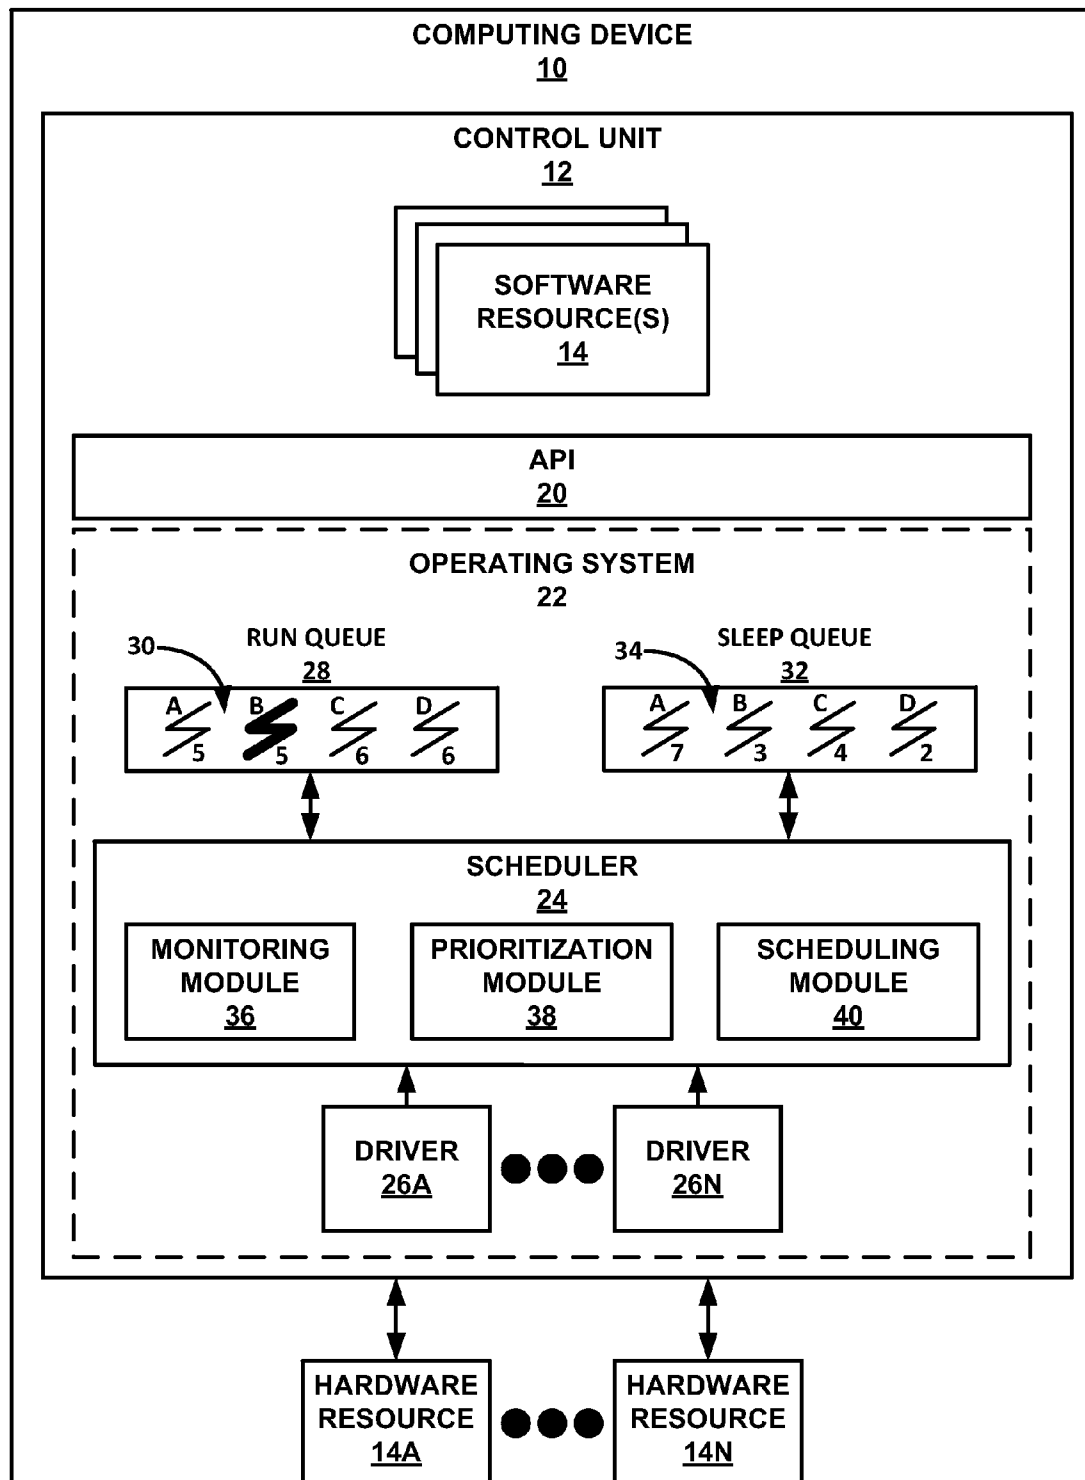 COMPUTING DEVICE
10
CONTROL UNIT
12
SOFTWARE
RESOURCE(S)
14
API
20
OPERATING SYSTEM
22
30
RUN QUEUE
28
A B C D
5 5 6 6
34
SLEEP QUEUE
32
A B C D
7 3 4 2
SCHEDULER
24
MONITORING
MODULE
36
PRIORITIZATION
MODULE
38
SCHEDULING
MODULE
40
DRIVER
26A
DRIVER
26N
HARDWARE
RESOURCE
14A
HARDWARE
RESOURCE
14N